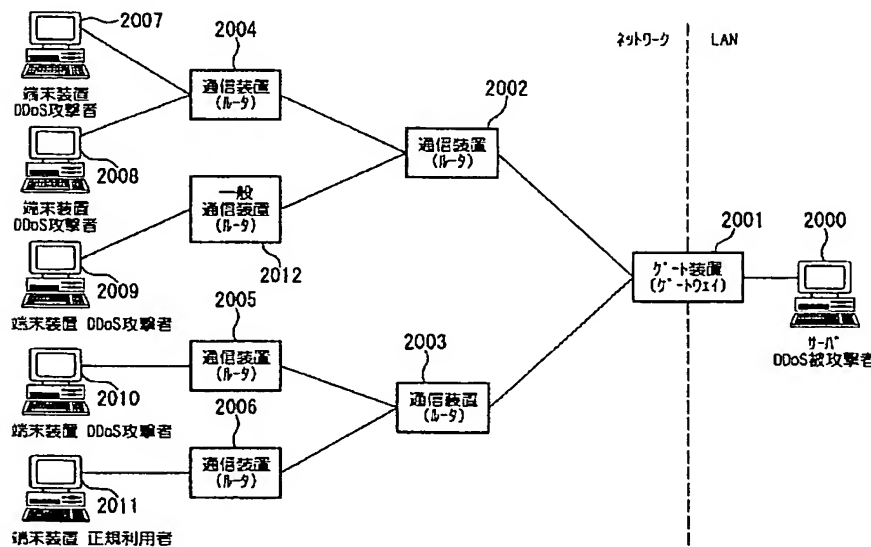 2007
端末装置
DDoS攻撃者
2004
通信装置
(ルータ)
ネットワーク
LAN
2002
通信装置
(ルータ)
2008
端末装置
DDoS攻撃者
一般
通信装置
(ルータ)
2012
2001
ゲート装置
(ゲートウェイ)
2000
サーバ
DDoS被攻撃者
2009
端末装置 DDoS攻撃者
2005
通信装置
(ルータ)
2003
通信装置
(ルータ)
2010
端末装置 DDoS攻撃者
2006
通信装置
(ルータ)
2011
端末装置 正規利用者